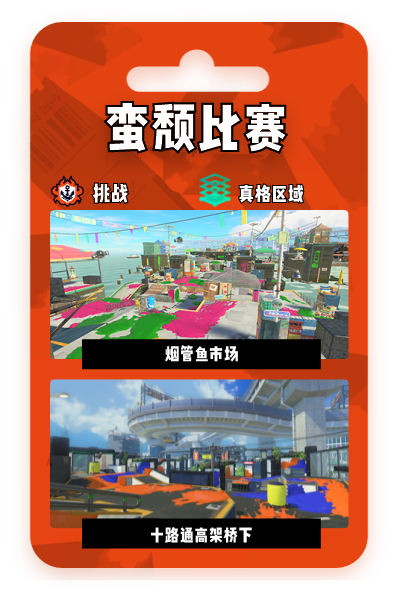 蛮颓比赛
挑战
真格区域
烟管鱼市场
十路通高架桥下